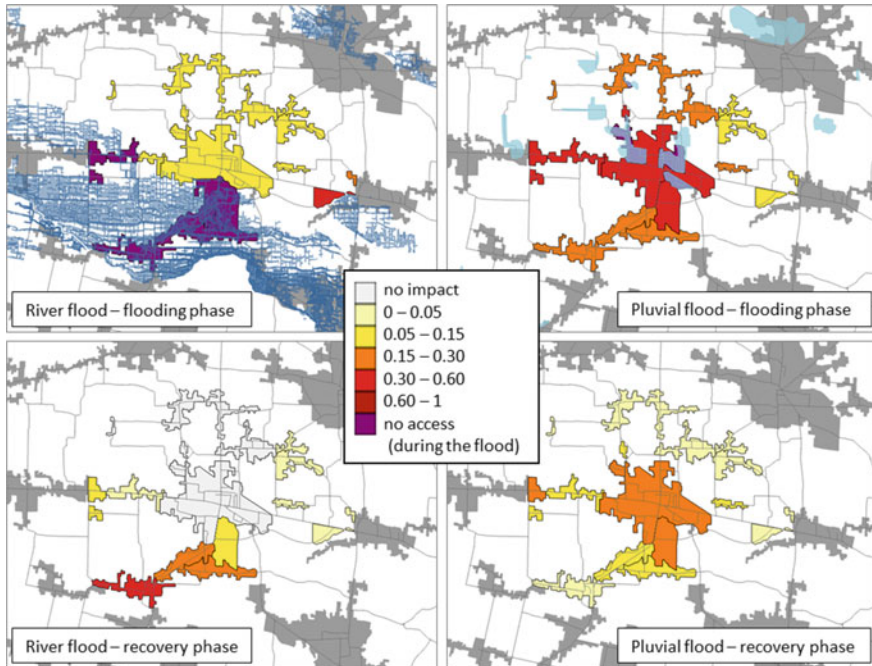 River flood – flooding phase
Pluvial flood – flooding phase
no impact
0 – 0.05
0.05 – 0.15
0.15 – 0.30
0.30 – 0.60
0.60 – 1
no access
(during the flood)
River flood – recovery phase
Pluvial flood – recovery phase